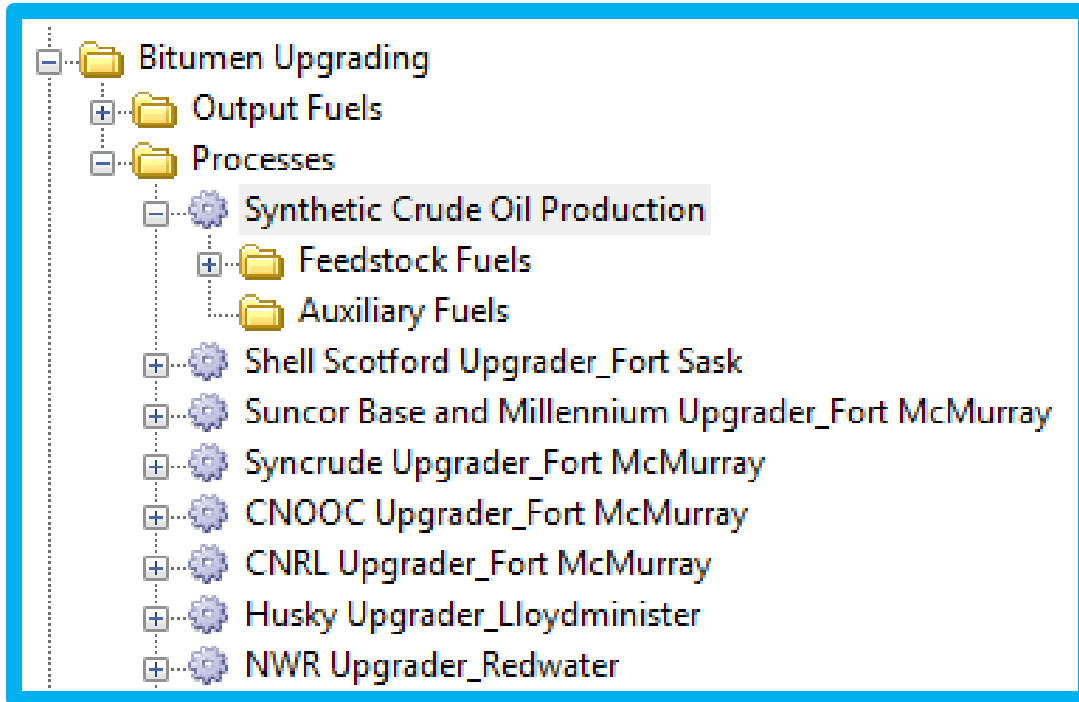 Bitumen Upgrading
Output Fuels
Processes
Synthetic Crude Oil Production
Feedstock Fuels
Auxiliary Fuels
Shell Scotford Upgrader_Fort Sask
Suncor Base and Millennium Upgrader_Fort McMurray
Syncrude Upgrader_Fort McMurray
CNOOC Upgrader_Fort McMurray
CNRL Upgrader_Fort McMurray
Husky Upgrader_Lloydminister
NWR Upgrader_Redwater